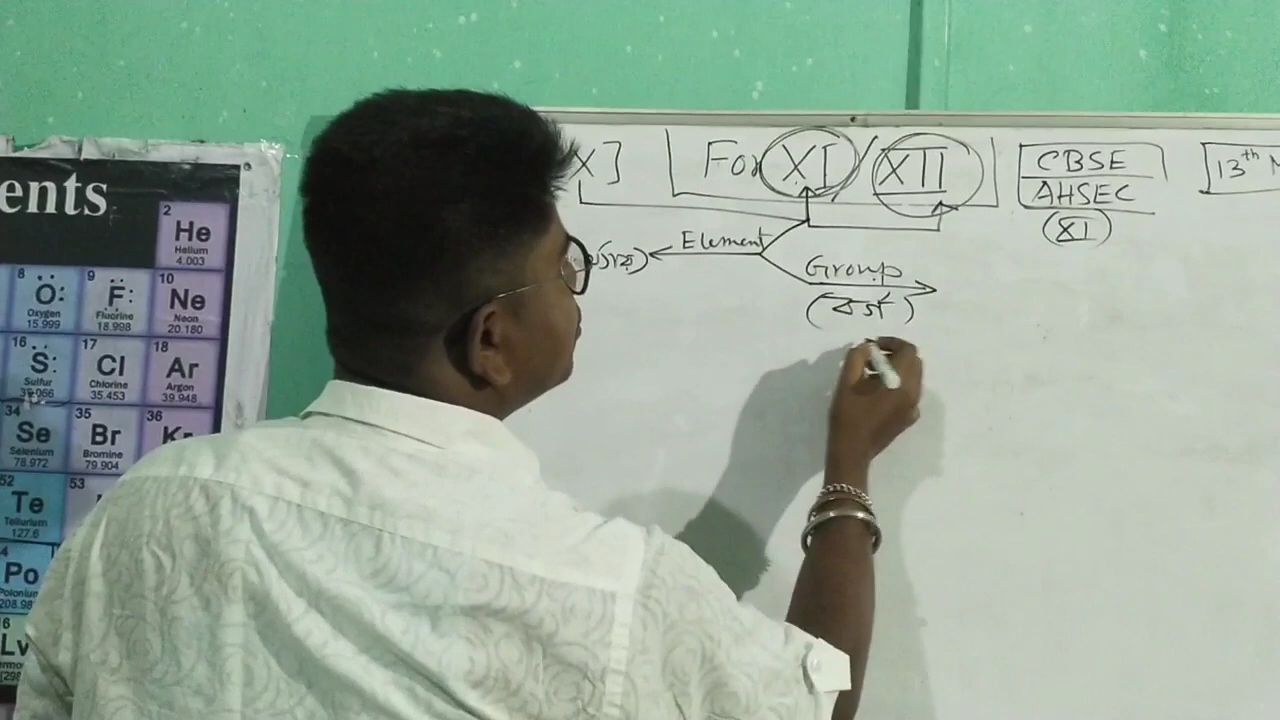 ents
2
He
Helium
4.003
8
O
Oxygen
15.999
9
F
Fluorine
18.998
10
Ne
Neon
20.180
16
S
Sulfur
17
Cl
Chlorine
35.453
18
Ar
Argon
39.948
34
Se
Selenium
78.972
35
Br
Bromine
79.904
36
Kr
52
Te
Tellurium
127.6
53
Po
Polonium
Lv
X] For XI / XII
CBSE
AHSEC
(XI)
13th M
Element
Group
(বৰ্গ)